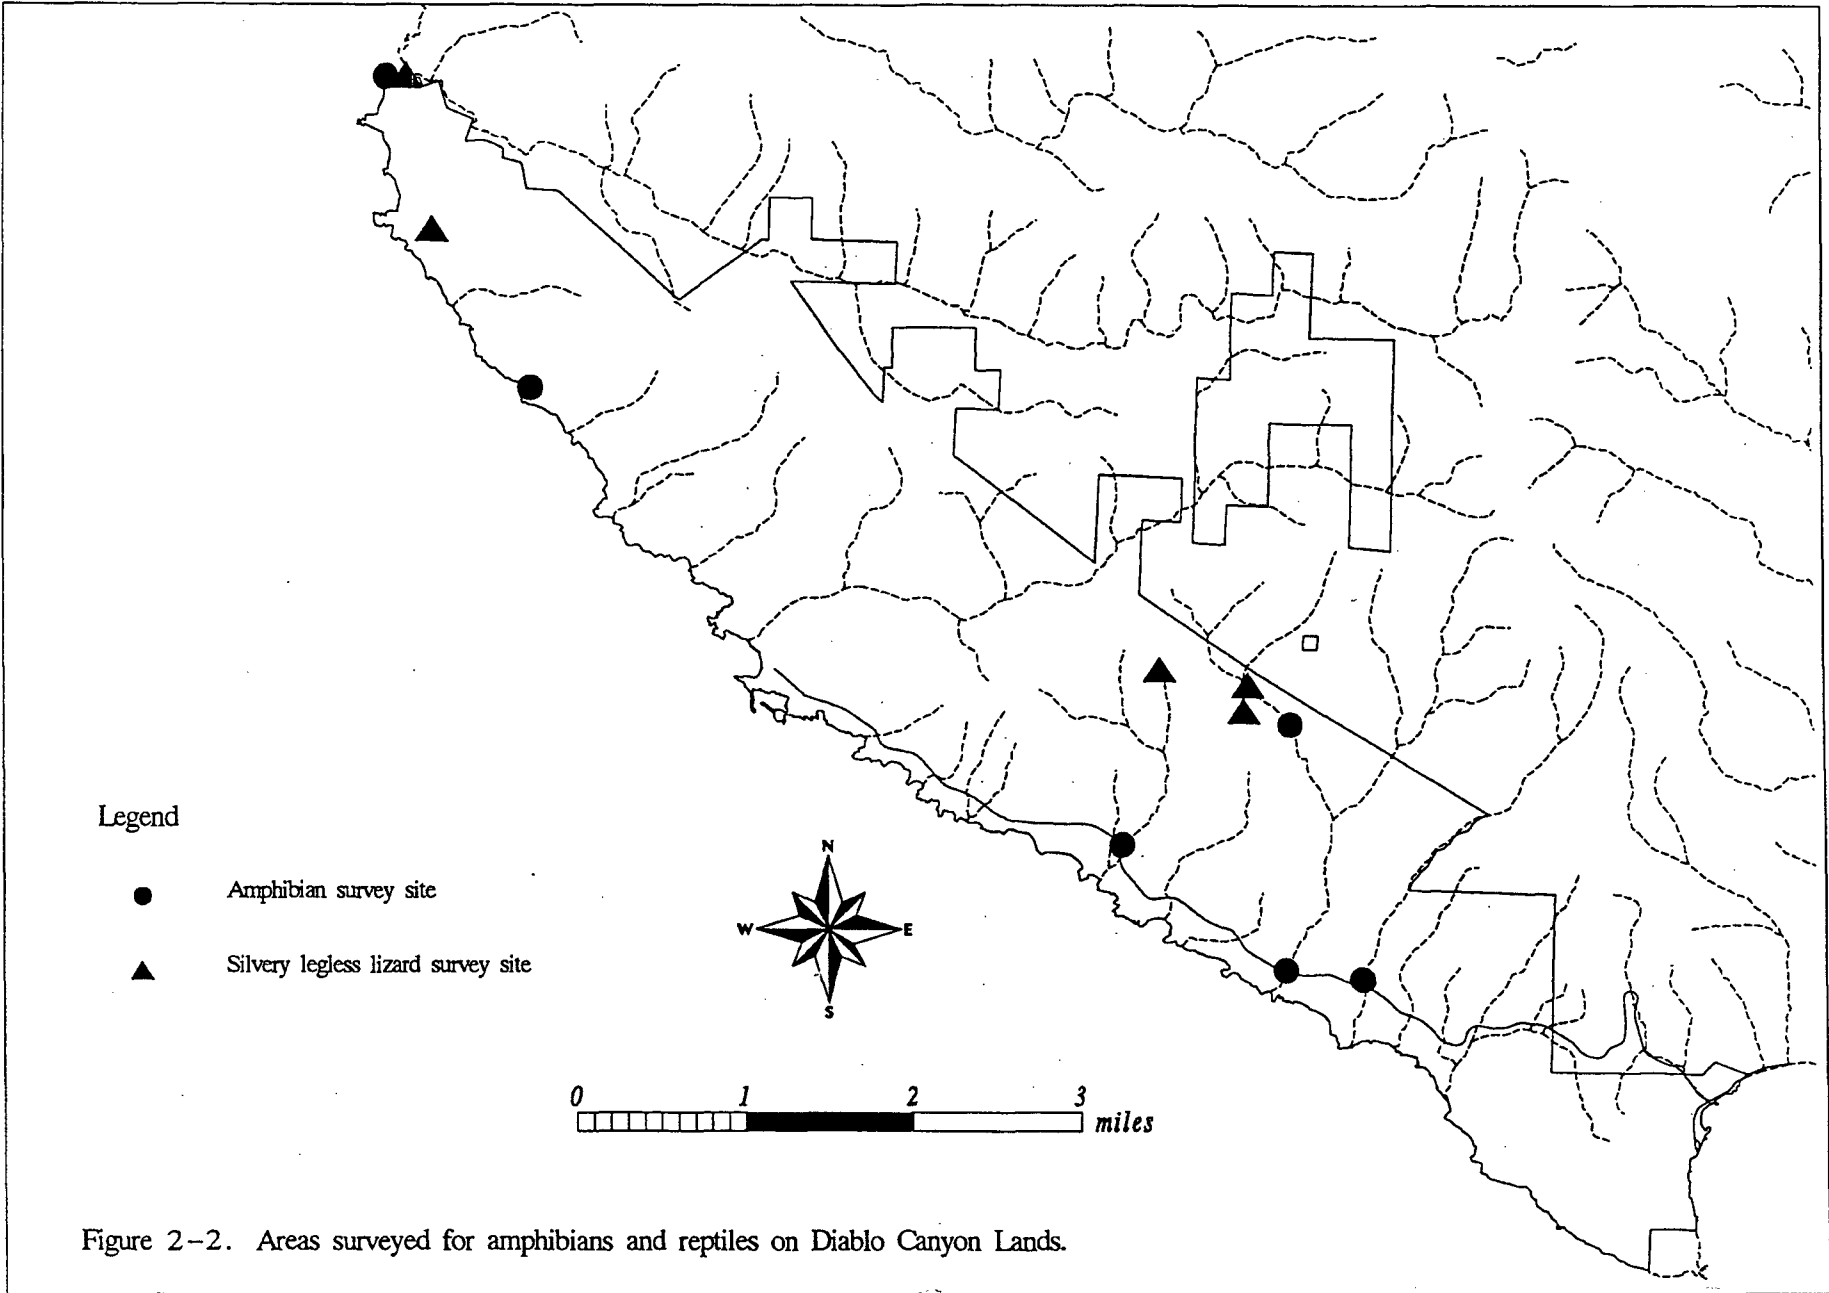 Legend
Amphibian survey site
Silvery legless lizard survey site
N
W E
S
0 1 2 3
miles
Figure 2-2. Areas surveyed for amphibians and reptiles on Diablo Canyon Lands.